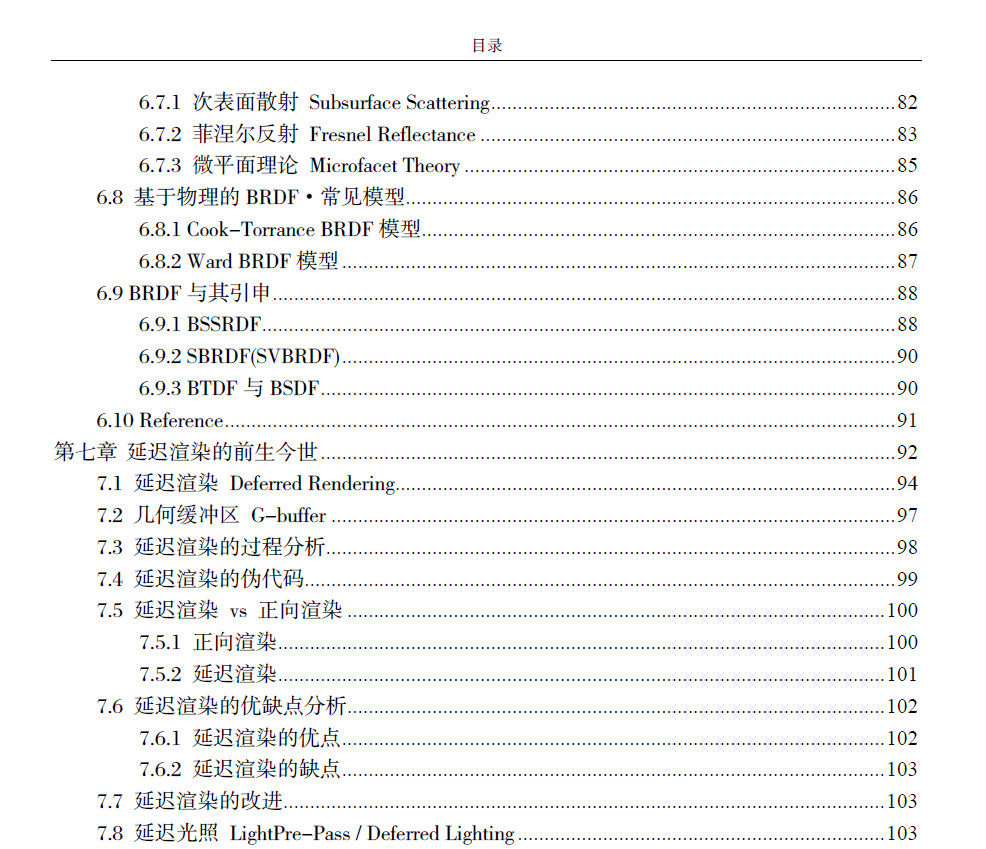 目录
6.7.1 次表面散射 Subsurface Scattering........................82
6.7.2 菲涅尔反射 Fresnel Reflectance ........................83
6.7.3 微平面理论 Microfacet Theory ........................85
6.8 基于物理的 BRDF·常见模型........................86
6.8.1 Cook-Torrance BRDF 模型........................86
6.8.2 Ward BRDF 模型........................87
6.9 BRDF 与其引申........................88
6.9.1 BSSRDF........................88
6.9.2 SBRDF(SVBRDF)........................90
6.9.3 BTDF 与 BSDF........................90
6.10 Reference........................91
第七章 延迟渲染的前生今世........................92
7.1 延迟渲染 Deferred Rendering........................94
7.2 几何缓冲区 G-buffer ........................97
7.3 延迟渲染的过程分析........................98
7.4 延迟渲染的伪代码........................99
7.5 延迟渲染 vs 正向渲染 ........................100
7.5.1 正向渲染........................100
7.5.2 延迟渲染........................101
7.6 延迟渲染的优缺点分析........................102
7.6.1 延迟渲染的优点........................102
7.6.2 延迟渲染的缺点........................103
7.7 延迟渲染的改进........................103
7.8 延迟光照 LightPre-Pass / Deferred Lighting ........................103